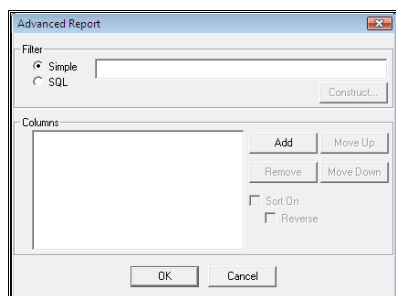 Advanced Report
Filter
Simple
SQL
Construct...
Columns
Add
Move Up
Remove
Move Down
Sort On
Reverse
OK
Cancel